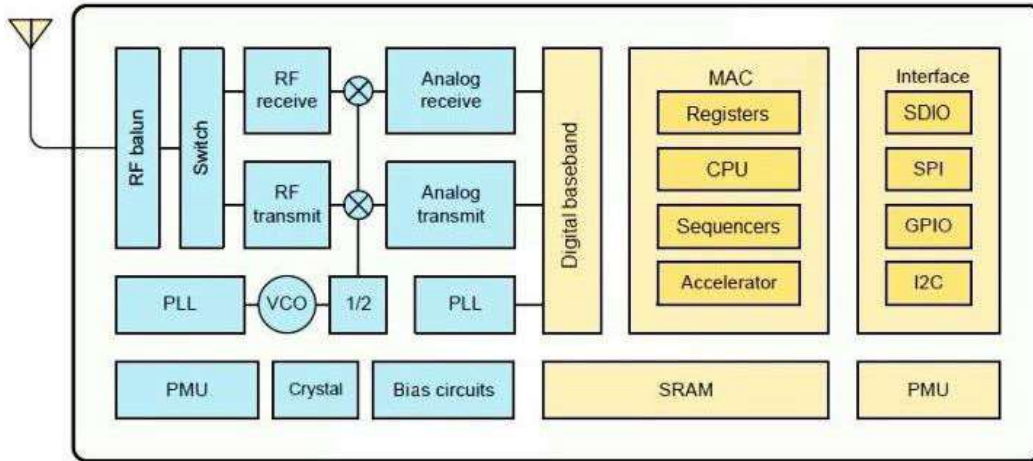 RF balun
Switch
RF
receive
Analog
receive
RF
transmit
Analog
transmit
PLL
VCO
1/2
PLL
Digital baseband
MAC
Registers
CPU
Sequencers
Accelerator
Interface
SDIO
SPI
GPIO
I2C
PMU
Crystal
Bias circuits
SRAM
PMU